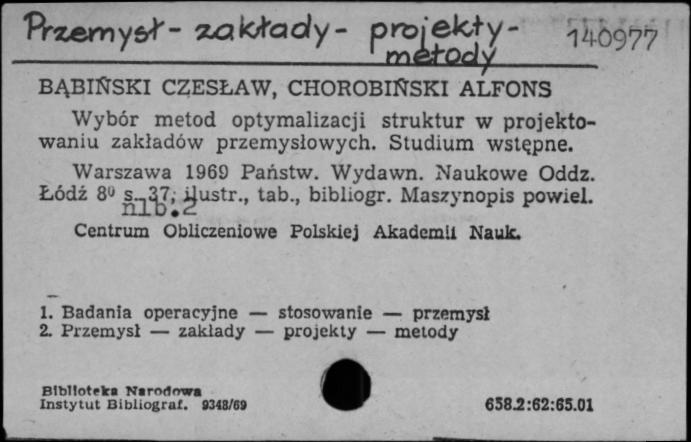 Przemysł - zakłady - projekty - 140977
metody
BĄBIŃSKI CZESŁAW, CHOROBIŃSKI ALFONS
Wybór metod optymalizacji struktur w projekto-
waniu zakładów przemysłowych. Studium wstępne.
Warszawa 1969 Państw. Wydawn. Naukowe Oddz.
Łódź 8⁰ s. 37, ilustr., tab., bibliogr. Maszynopis powiel.
nlb.2
Centrum Obliczeniowe Polskiej Akademii Nauk.
1. Badania operacyjne — stosowanie — przemysł
2. Przemysł — zakłady — projekty — metody
Biblioteka Narodowa
Instytut Bibliograf. 9348/69 658.2:62:65.01